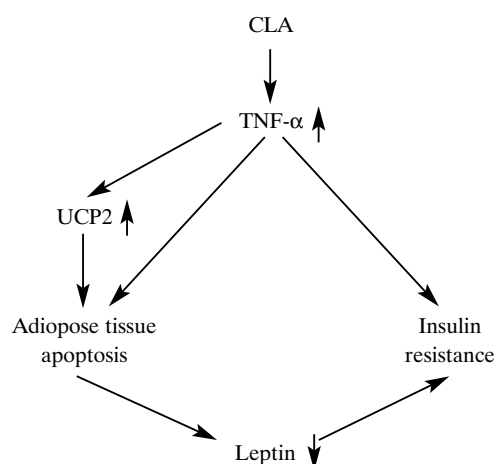 CLA
TNF-α
UCP2
Adiopose tissue
apoptosis
Insulin
resistance
Leptin